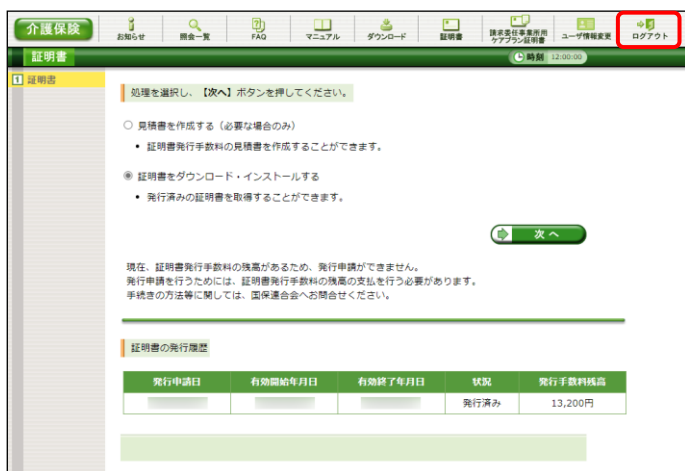 介護保険
お知らせ
照会一覧
FAQ
マニュアル
ダウンロード
証明書
請求委任事業所用
ケアプラン証明書
ユーザ情報変更
ログアウト
証明書
時刻 12:00:00
1 証明書
処理を選択し、【次へ】ボタンを押してください。
見積書を作成する（必要な場合のみ）
• 証明書発行手数料の見積書を作成することができます。
証明書をダウンロード・インストールする
• 発行済みの証明書を取得することができます。
次へ
現在、証明書発行手数料の残高があるため、発行申請ができません。
発行申請を行うためには、証明書発行手数料の残高の支払を行う必要があります。
手続きの方法等に関しては、国保連合会へお問合せください。
証明書の発行履歴
発行申請日 有効開始年月日 有効終了年月日 状況 発行手数料残高
発行済み 13,200円